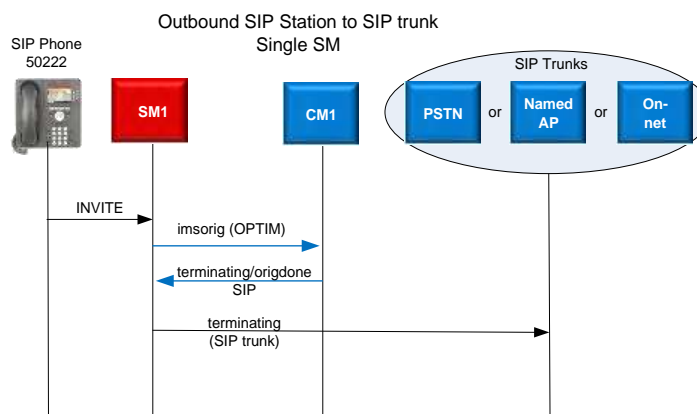 Outbound SIP Station to SIP trunk
Single SM
SIP Phone
50222
SIP Trunks
SM1
CM1
PSTN
or
Named
AP
or
On-
net
INVITE
imsorig (OPTIM)
terminating/origdone
SIP
terminating
(SIP trunk)